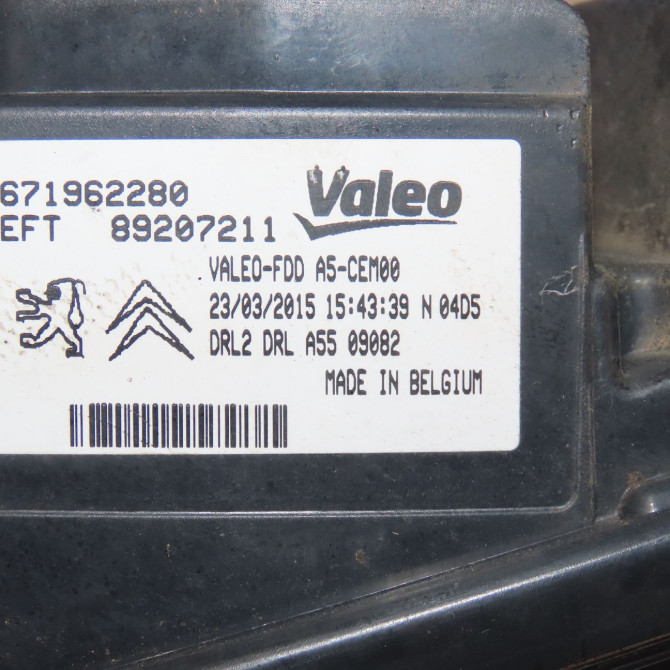 671962280
EFT 89207211
Valeo
VALEO-FDD A5-CEM00
23/03/2015 15:43:39 N 04D5
DRL2 DRL A55 09082
MADE IN BELGIUM